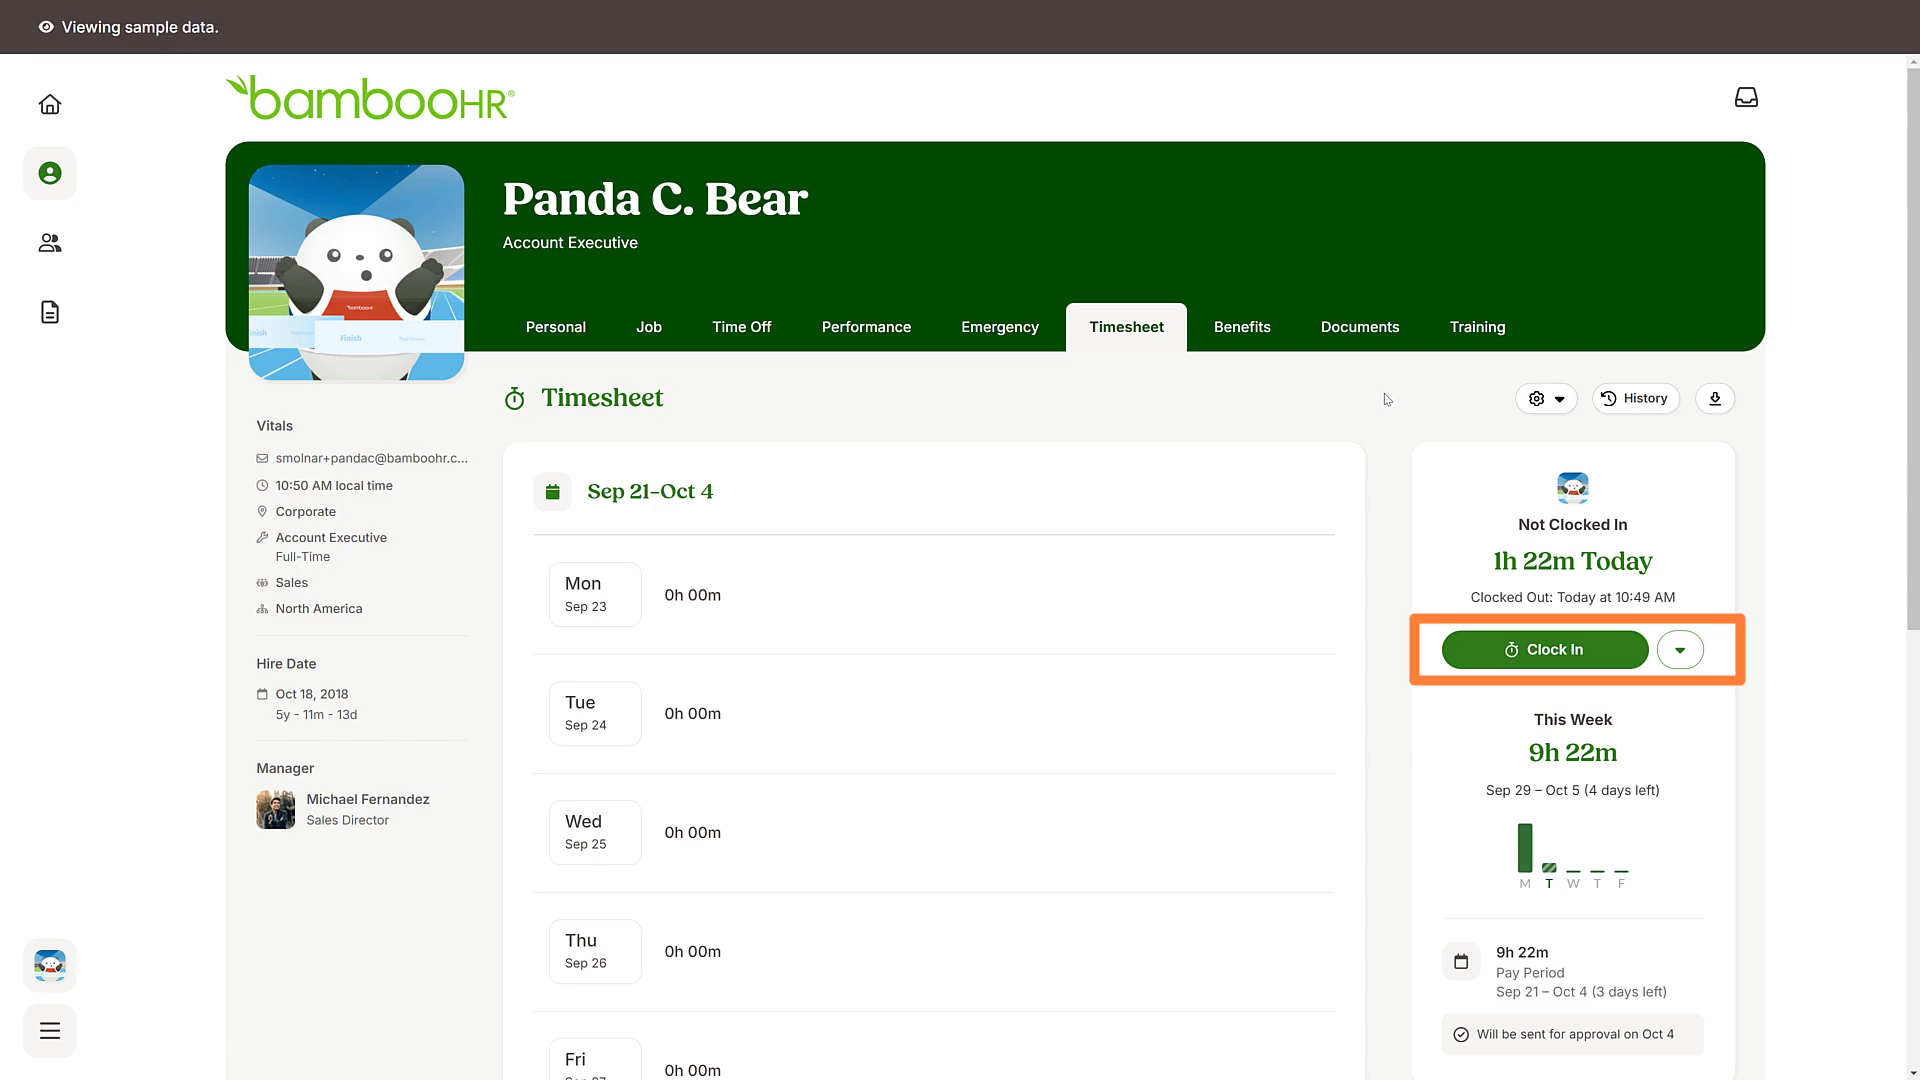 Viewing sample data.
bambooHR®
Panda C. Bear
Account Executive
Personal
Job
Time Off
Performance
Emergency
Timesheet
Benefits
Documents
Training
bambooHR
Finish
Timesheet
History
Vitals
smolnar+pandac@bamboohr.c...
10:50 AM local time
Corporate
Account Executive
Full-Time
Sales
North America
Hire Date
Oct 18, 2018
5y - 11m - 13d
Manager
Michael Fernandez
Sales Director
Sep 21–Oct 4
Mon
Sep 23
0h 00m
Tue
Sep 24
0h 00m
Wed
Sep 25
0h 00m
Thu
Sep 26
0h 00m
Fri
0h 00m
Not Clocked In
1h 22m Today
Clocked Out: Today at 10:49 AM
Clock In
This Week
9h 22m
Sep 29 – Oct 5 (4 days left)
M T W T F
9h 22m
Pay Period
Sep 21 – Oct 4 (3 days left)
Will be sent for approval on Oct 4